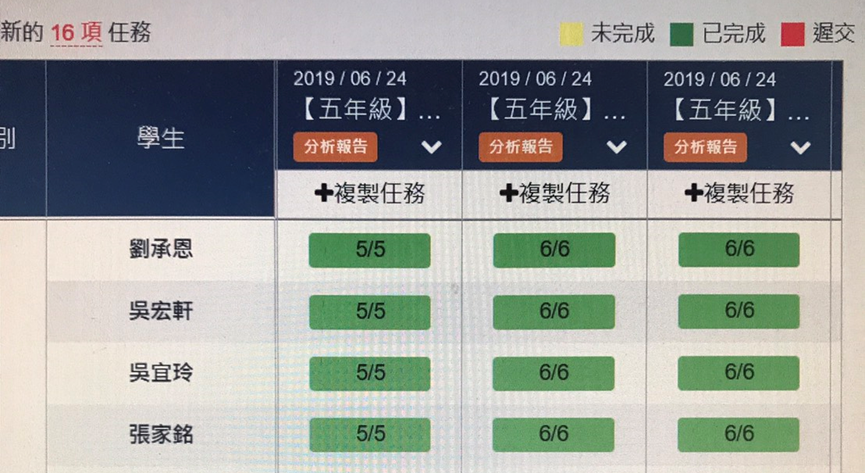 新的 16 項 任務
未完成 已完成 遲交
別 學生
2019 / 06 / 24 2019 / 06 / 24 2019 / 06 / 24
【五年級】... 【五年級】... 【五年級】...
分析報告 分析報告 分析報告
+複製任務 +複製任務 +複製任務
劉承恩 5/5 6/6 6/6
吳宏軒 5/5 6/6 6/6
吳宜玲 5/5 6/6 6/6
張家銘 5/5 6/6 6/6